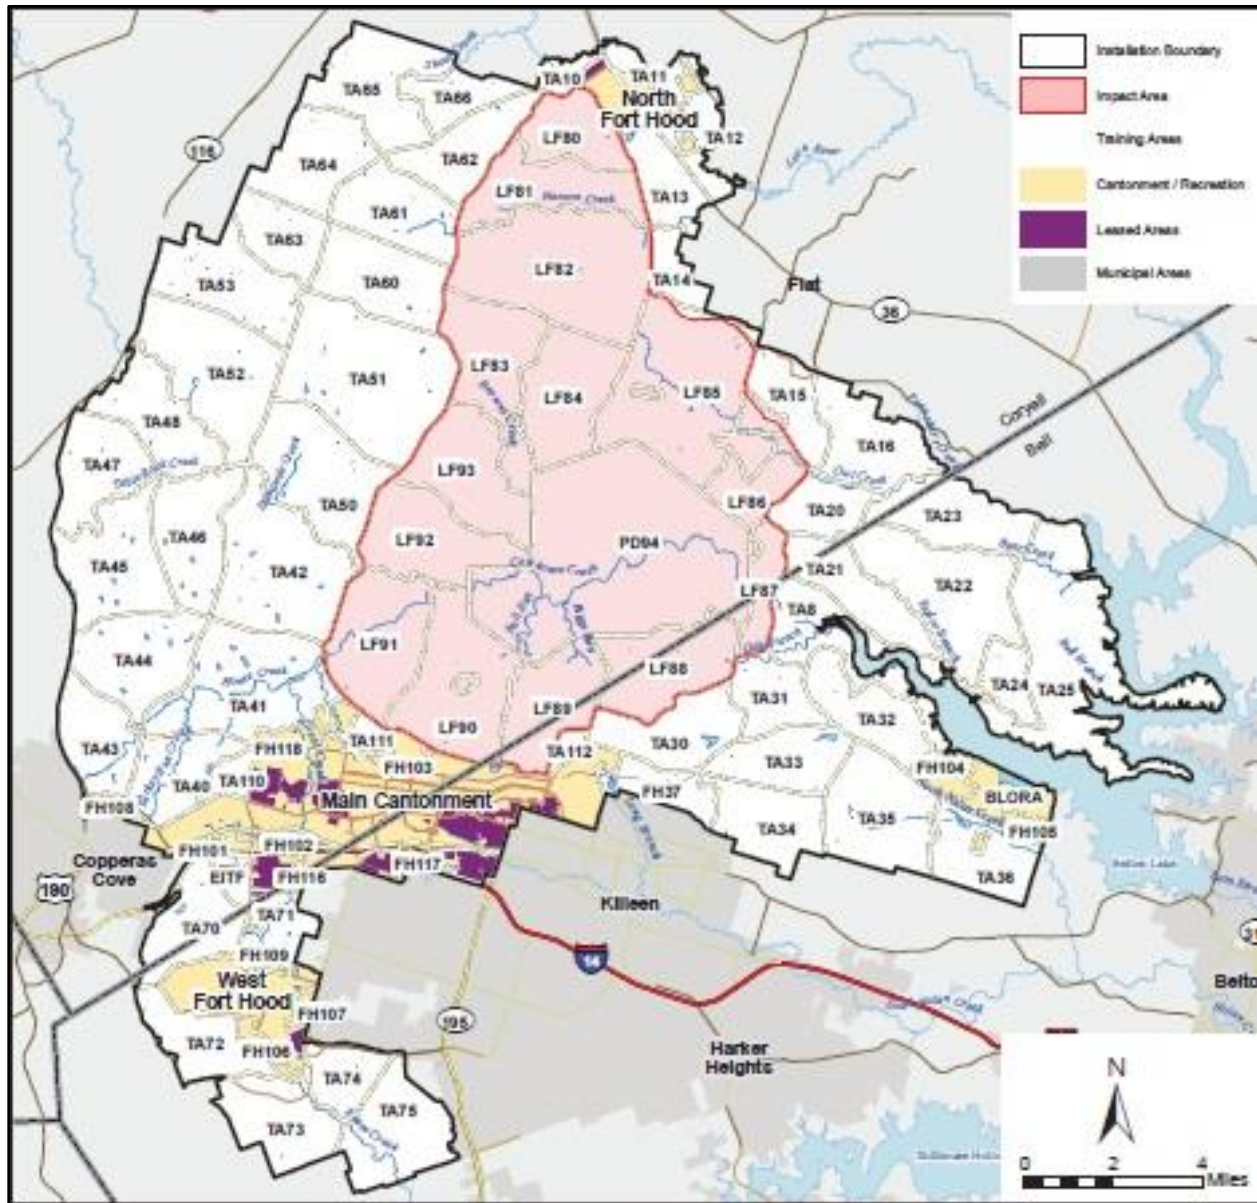 Installation Boundary
Impact Area
Training Areas
Cantonment / Recreation
Leased Areas
Municipal Areas
TA10
TA11
North
Fort Hood
TA12
TA65
TA66
LF80
116
TA64
TA62
LF81
TA13
TA61
TA63
LF82
TA14
Flat
TA53
TA60
36
LF83
TA52
TA51
LF84
LF85
TA15
Coryell
Bell
TA16
TA47
LF93
Owl Creek
TA50
LF86
TA20
TA23
TA46
LF92
PD94
TA45
TA42
TA21
TA22
LF87
TA8
LF91
TA44
LF88
TA24
TA25
TA31
TA41
LF89
TA32
LF90
TA43
FH118
TA111
TA112
TA30
FH103
TA33
FH104
TA40
TA110
FH37
BLORA
FH108
Main Cantonment
TA34
TA35
FH101
FH102
Copperas
Cove
EITF
FH116
FH117
TA36
190
Killeen
TA70
TA71
FH109
14
West
Fort Hood
FH107
195
TA72
FH106
Harker
Heights
TA74
TA75
TA73
N
0
2
4
Miles